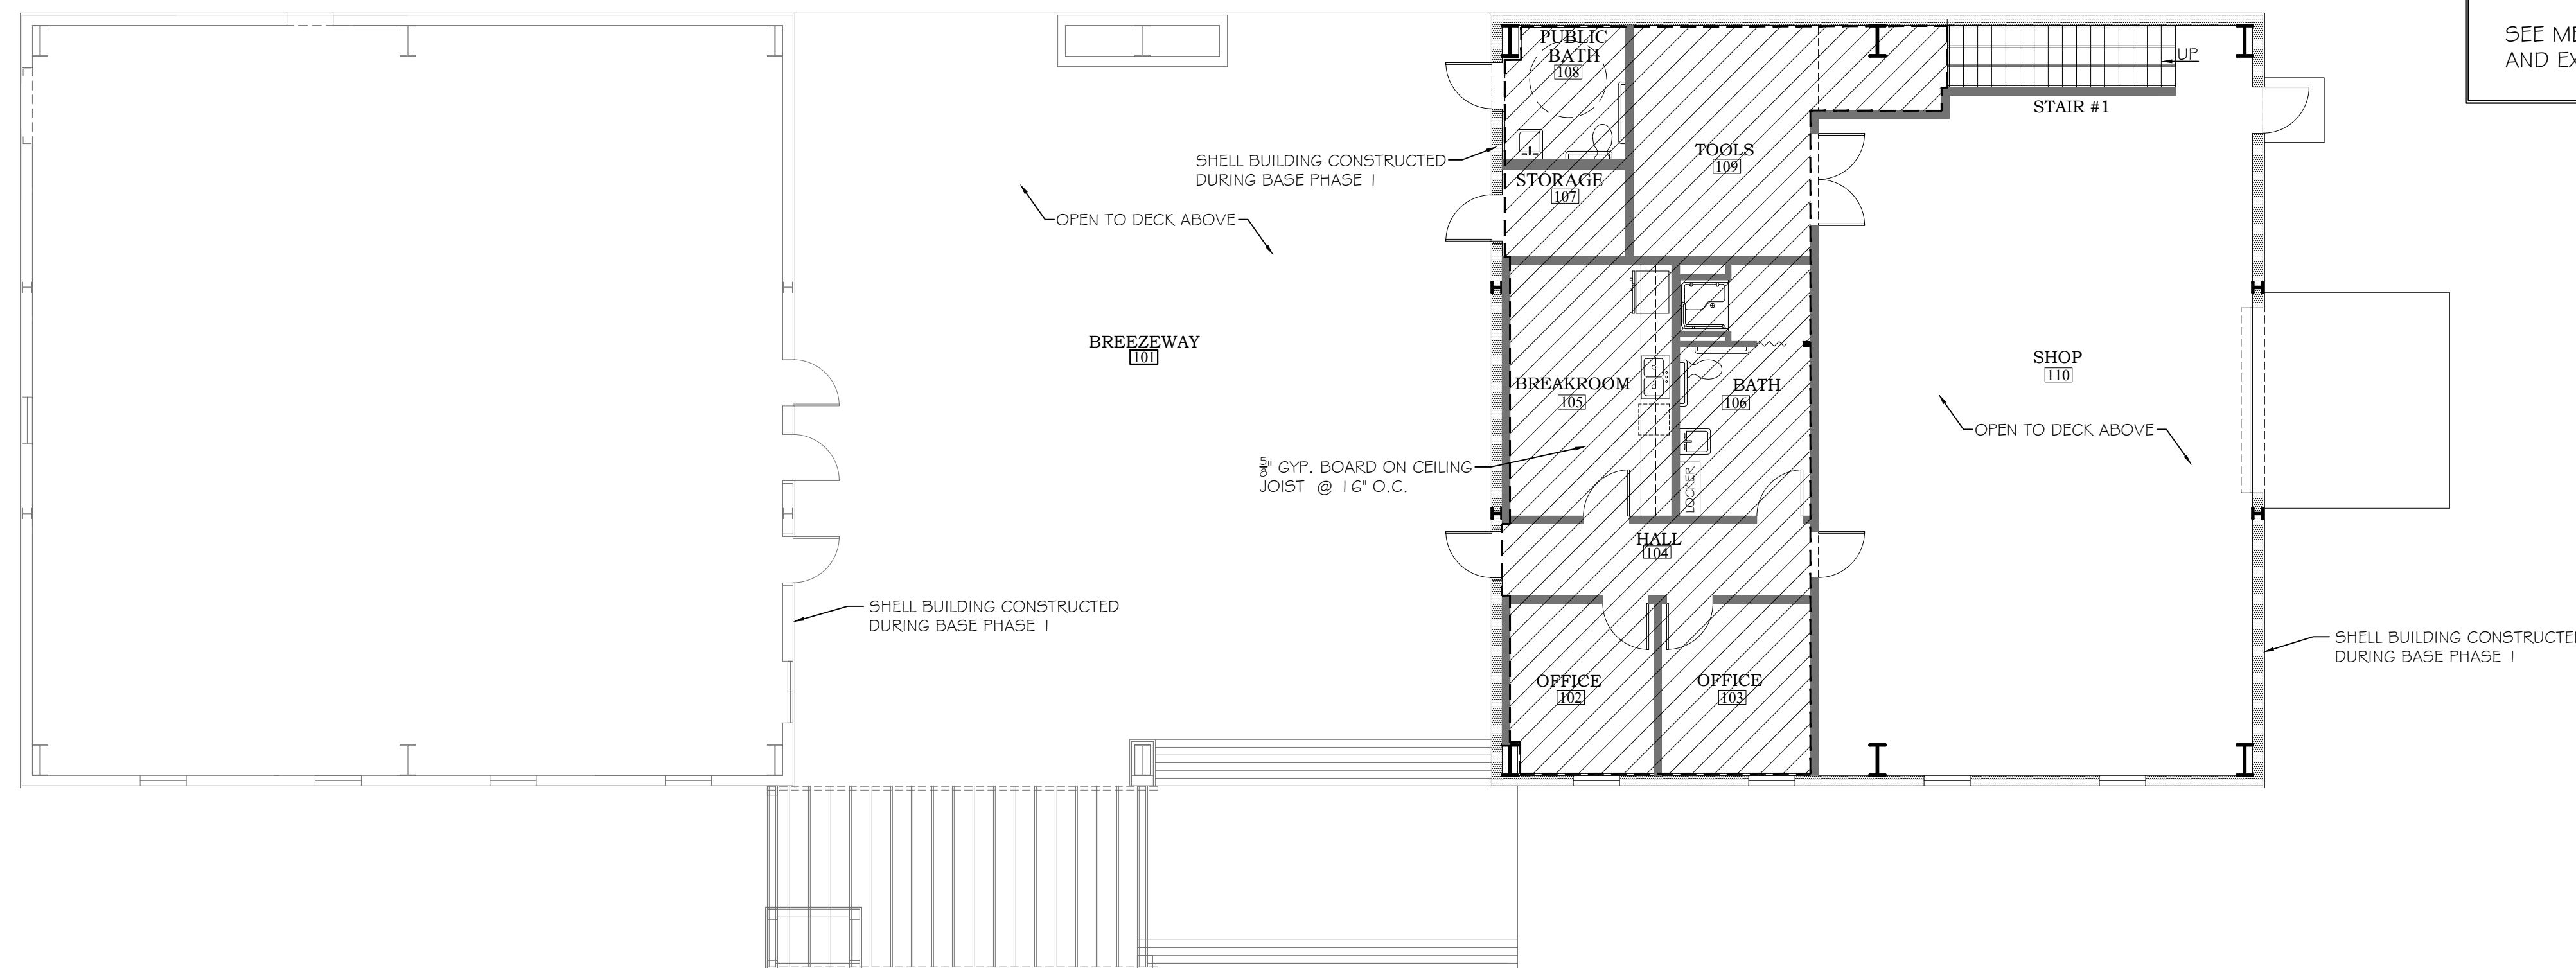 SEE ME
AND EX
PUBLIC
BATH
108
UP
STAIR #1
SHELL BUILDING CONSTRUCTED
DURING BASE PHASE 1
TOOLS
109
STORAGE
107
OPEN TO DECK ABOVE
BREEZEWAY
101
SHOP
110
BREAKROOM
105
BATH
106
OPEN TO DECK ABOVE
5/8" GYP. BOARD ON CEILING
JOIST @ 16" O.C.
LOCKER
HALL
104
SHELL BUILDING CONSTRUCTED
DURING BASE PHASE 1
SHELL BUILDING CONSTRUCTE
DURING BASE PHASE 1
OFFICE
102
OFFICE
103